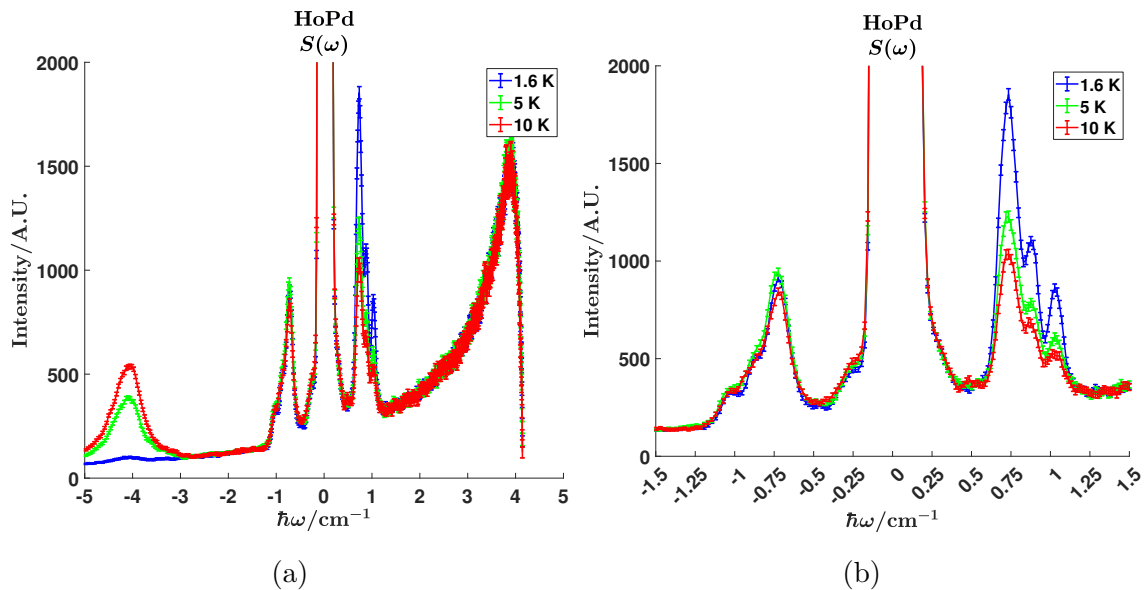 HoPd
S(ω)
2000
1500
1000
500
0
Intensity/A.U.
-5 -4 -3 -2 -1 0 1 2 3 4 5
ħω/cm⁻¹
1.6 K
5 K
10 K
(a)
HoPd
S(ω)
2000
1500
1000
500
0
Intensity/A.U.
-1.5 -1.25 -1 -0.75 -0.5 -0.25 0 0.25 0.5 0.75 1 1.25 1.5
ħω/cm⁻¹
1.6 K
5 K
10 K
(b)